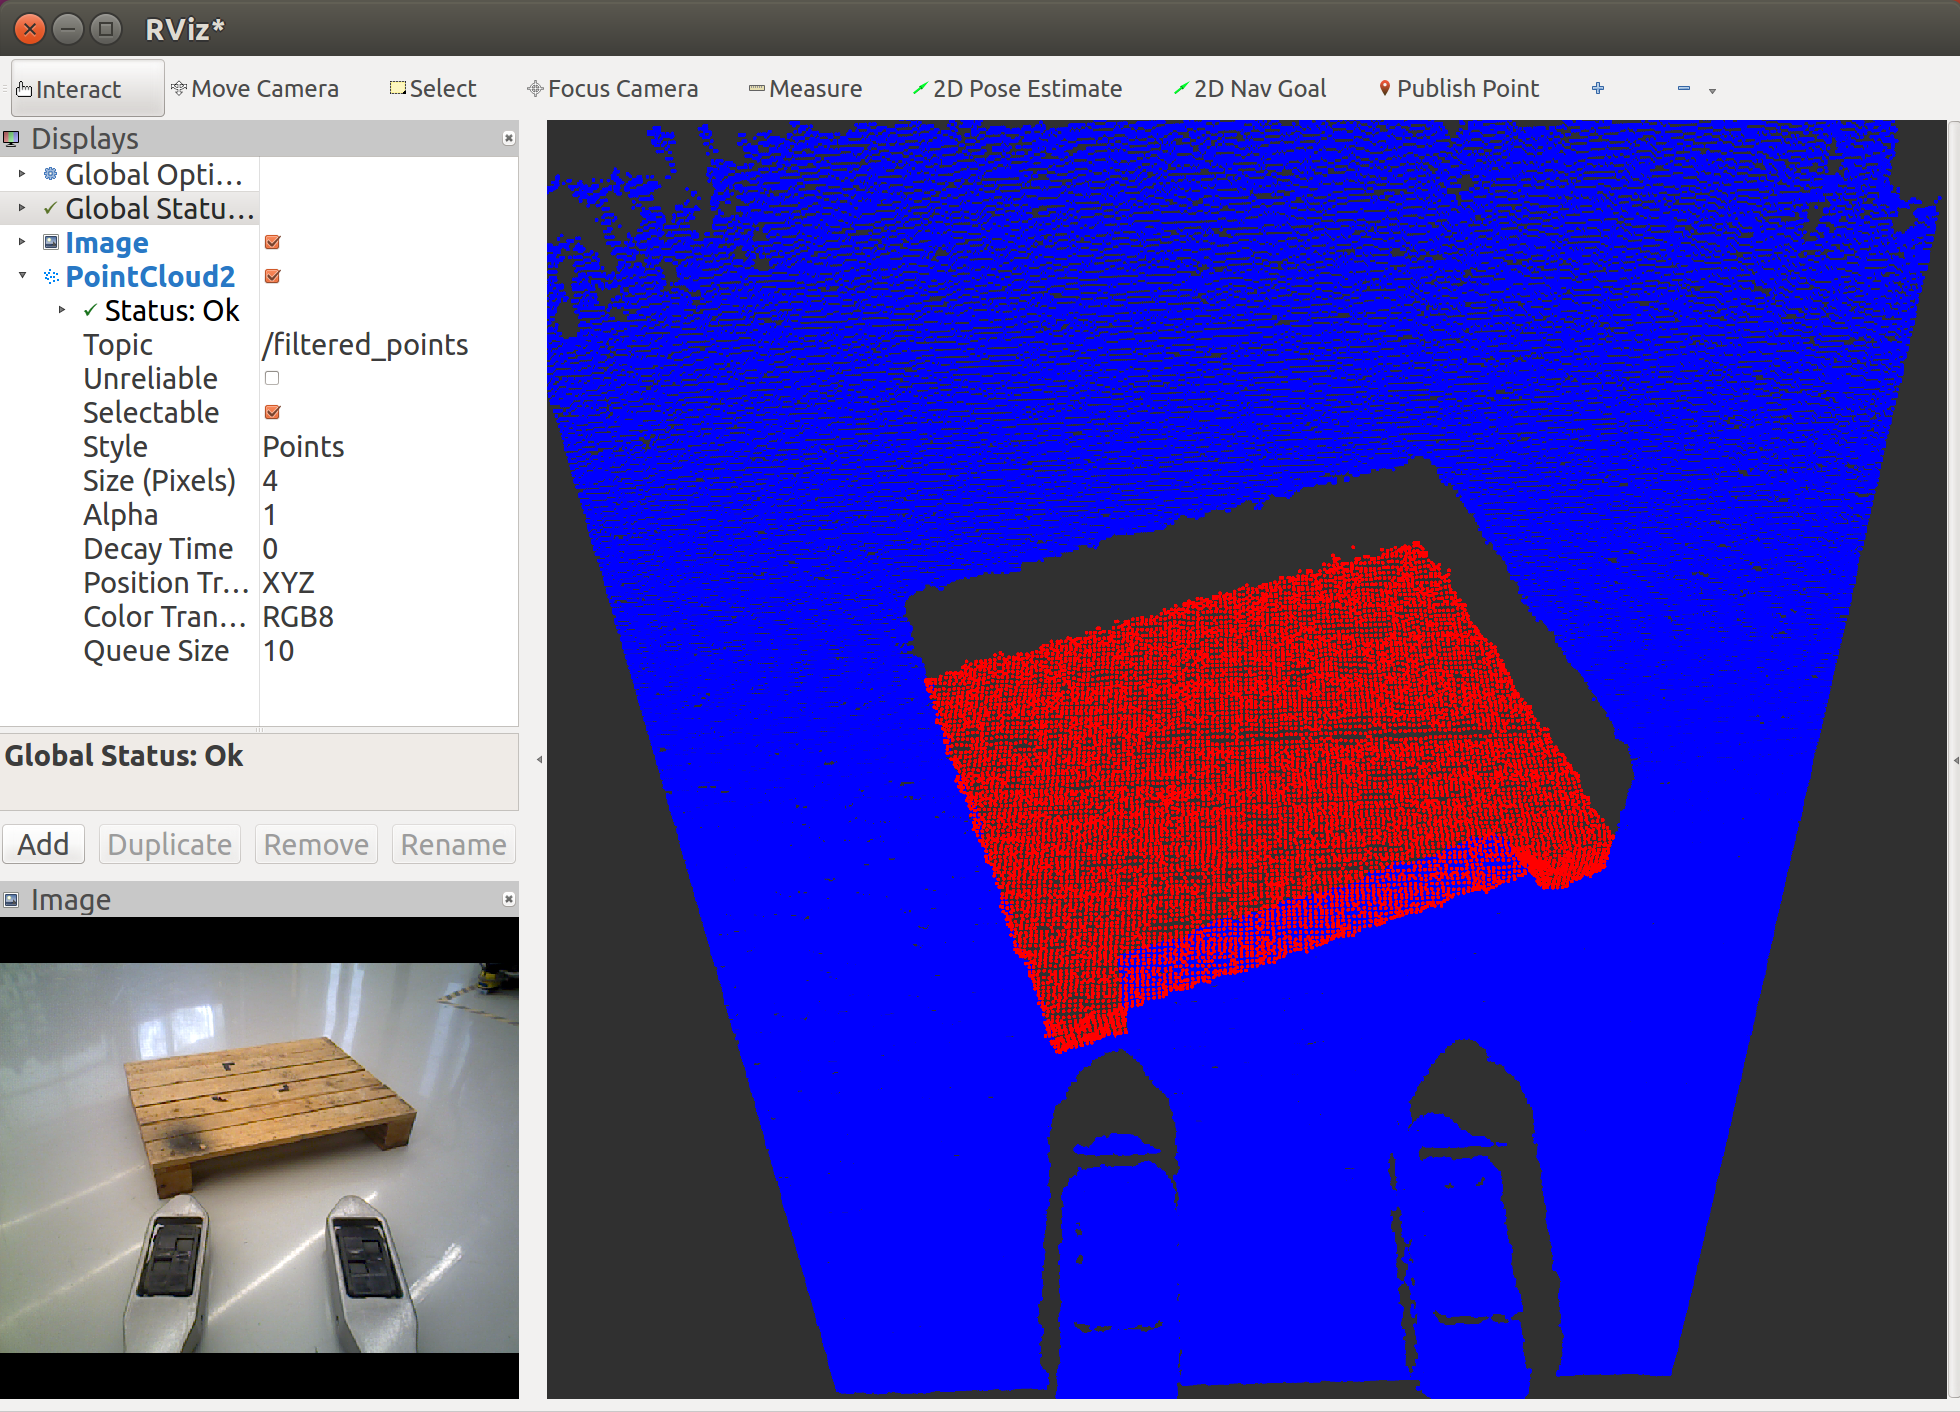 RViz*
Interact Move Camera Select Focus Camera Measure 2D Pose Estimate 2D Nav Goal Publish Point
Displays
Global Opti...
Global Statu...
Image
PointCloud2
Status: Ok
Topic /filtered_points
Unreliable
Selectable
Style Points
Size (Pixels) 4
Alpha 1
Decay Time 0
Position Tr... XYZ
Color Tran... RGB8
Queue Size 10
Global Status: Ok
Add Duplicate Remove Rename
Image